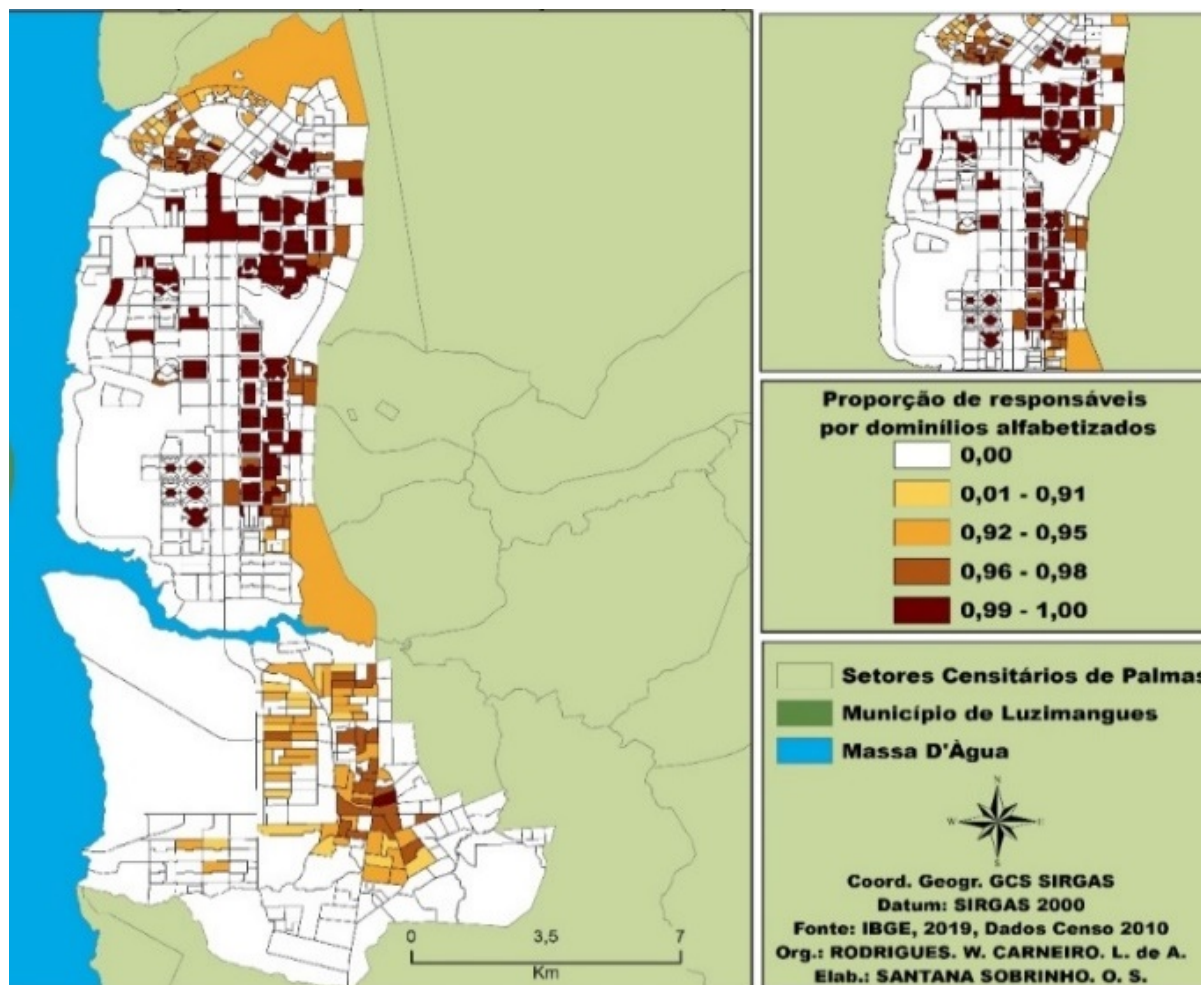 Proporção de responsáveis
por dominílios alfabetizados
0,00
0,01 - 0,91
0,92 - 0,95
0,96 - 0,98
0,99 - 1,00
Setores Censitários de Palmas
Município de Luzimangues
Massa D'Àgua
N
W
E
S
Coord. Geogr. GCS SIRGAS
Datum: SIRGAS 2000
Fonte: IBGE, 2019, Dados Censo 2010
Org.: RODRIGUES. W. CARNEIRO. L. de A.
Elab.: SANTANA SOBRINHO. O. S.
0 3,5 7
Km